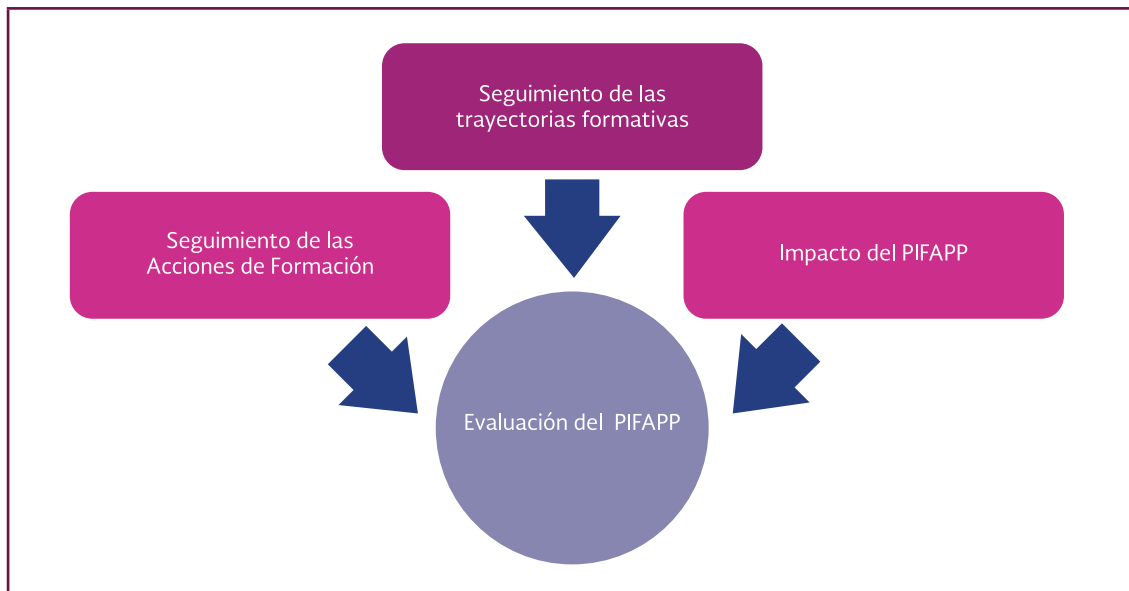 Seguimiento de las
trayectorias formativas
Seguimiento de las
Acciones de Formación
Impacto del PIFAPP
Evaluación del PIFAPP